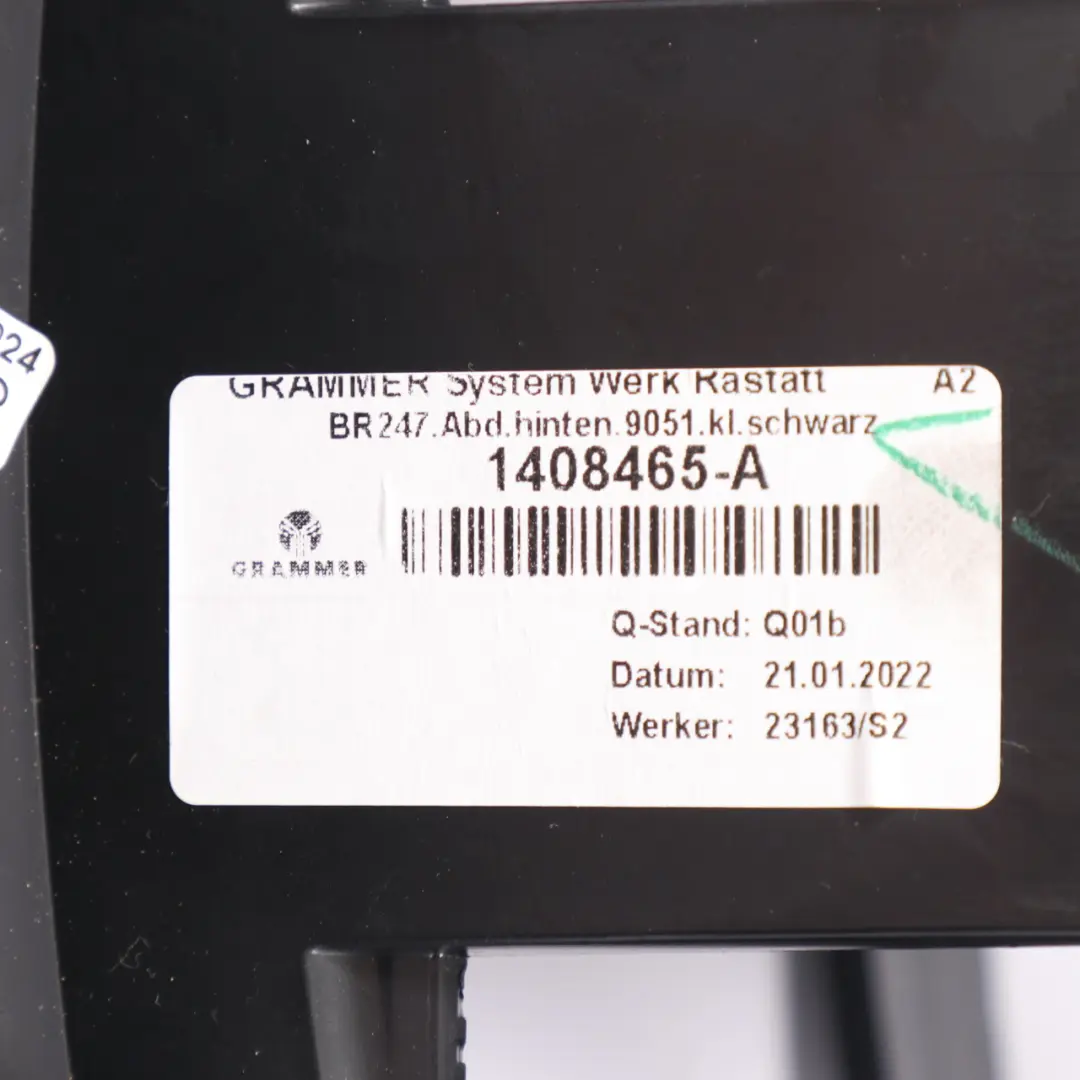 GRAMMER System Werk Rastatt A2
BR247.Abd.hinten.9051.kl.schwarz
1408465-A
GRAMMER
Q-Stand: Q01b
Datum: 21.01.2022
Werker: 23163/S2
24